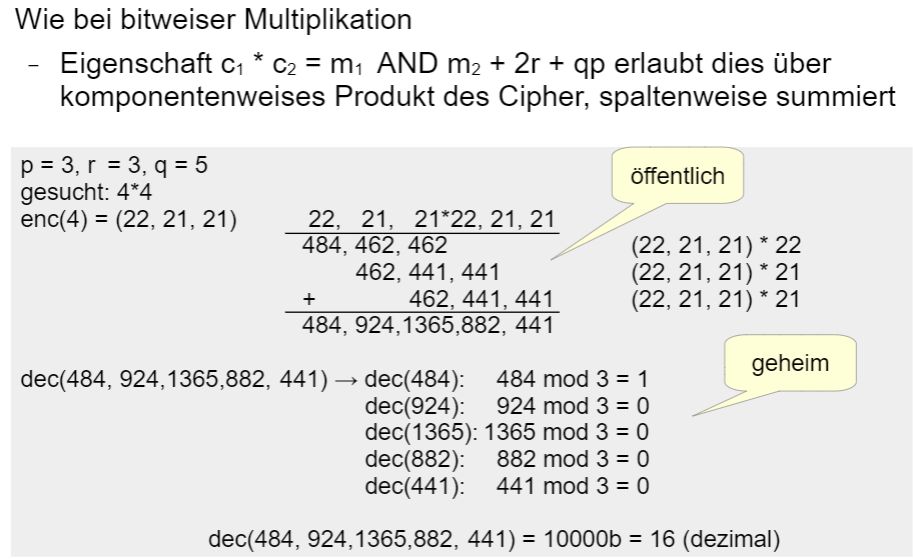 Wie bei bitweiser Multiplikation
– Eigenschaft c₁ * c₂ = m₁ AND m₂ + 2r + qp erlaubt dies über
komponentenweises Produkt des Cipher, spaltenweise summiert
p = 3, r = 3, q = 5
öffentlich
gesucht: 4*4
enc(4) = (22, 21, 21) 22, 21, 21*22, 21, 21
484, 462, 462 (22, 21, 21) * 22
462, 441, 441 (22, 21, 21) * 21
+ 462, 441, 441 (22, 21, 21) * 21
484, 924,1365,882, 441
geheim
dec(484, 924,1365,882, 441) → dec(484): 484 mod 3 = 1
dec(924): 924 mod 3 = 0
dec(1365): 1365 mod 3 = 0
dec(882): 882 mod 3 = 0
dec(441): 441 mod 3 = 0
dec(484, 924,1365,882, 441) = 10000b = 16 (dezimal)